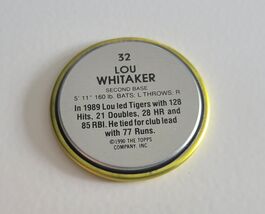 32
LOU
WHITAKER
SECOND BASE
5' 11" 160 lb. BATS: L THROWS: R
In 1989 Lou led Tigers with 128
Hits, 21 Doubles, 28 HR and
85 RBI. He tied for club lead
with 77 Runs.
©1990 THE TOPPS
COMPANY, INC